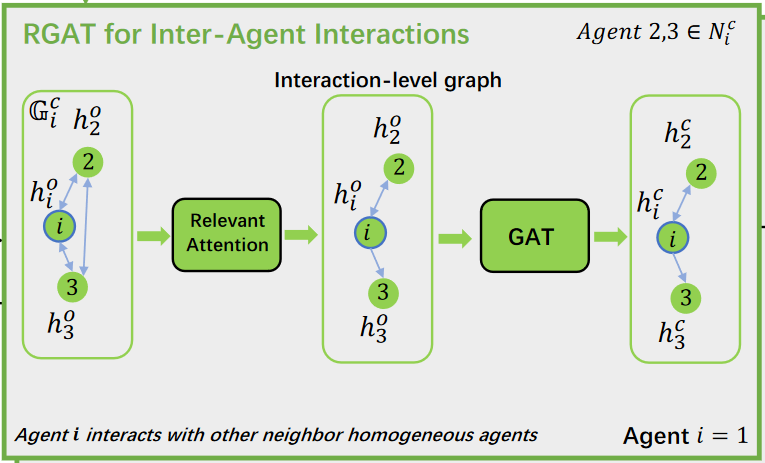 RGAT for Inter-Agent Interactions
Agent 2,3 ∈ N_i^c
Interaction-level graph
𝔾_i^c
h_2^o
2
h_i^o
i
3
h_3^o
Relevant
Attention
h_2^o
2
h_i^o
i
3
h_3^o
GAT
h_2^c
2
h_i^c
i
3
h_3^c
Agent i interacts with other neighbor homogeneous agents
Agent i = 1